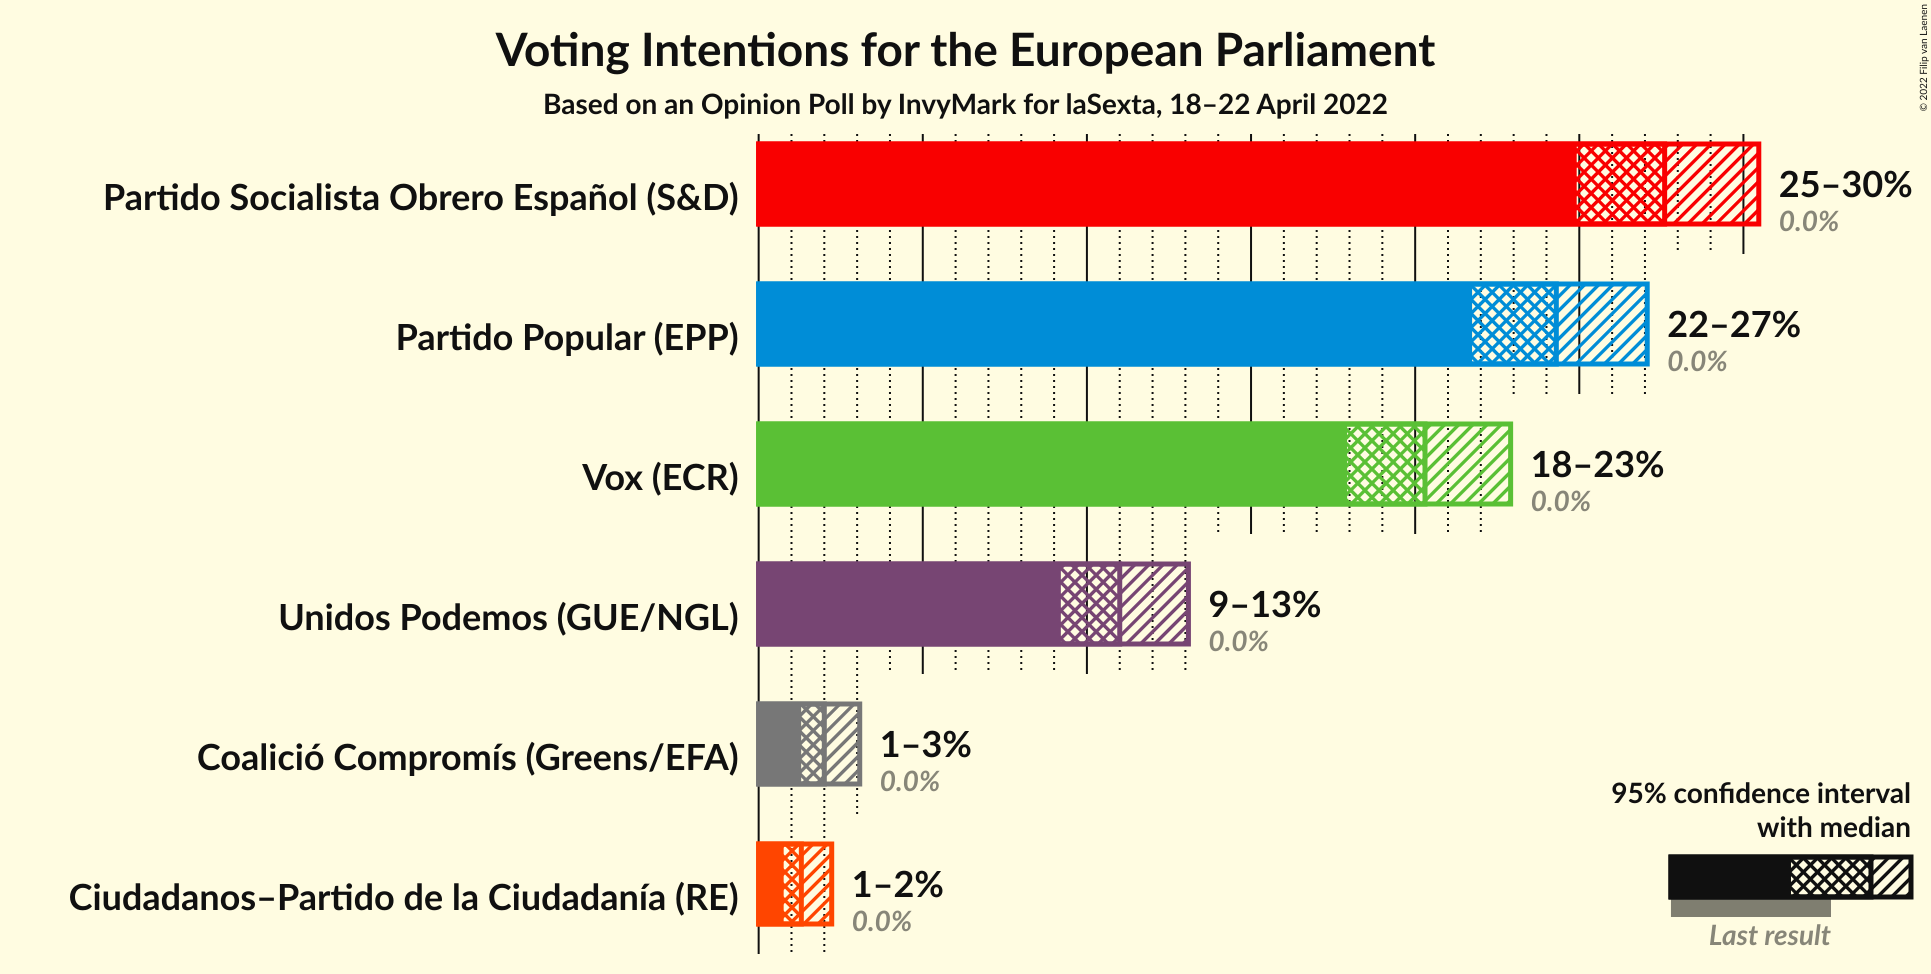 Voting Intentions for the European Parliament
Based on an Opinion Poll by InvyMark for laSexta, 18–22 April 2022
© 2022 Filip van Laenen
Partido Socialista Obrero Español (S&D)
25–30%
0.0%
Partido Popular (EPP)
22–27%
0.0%
Vox (ECR)
18–23%
0.0%
Unidos Podemos (GUE/NGL)
9–13%
0.0%
Coalició Compromís (Greens/EFA)
1–3%
0.0%
Ciudadanos–Partido de la Ciudadanía (RE)
1–2%
0.0%
95% confidence interval
with median
Last result